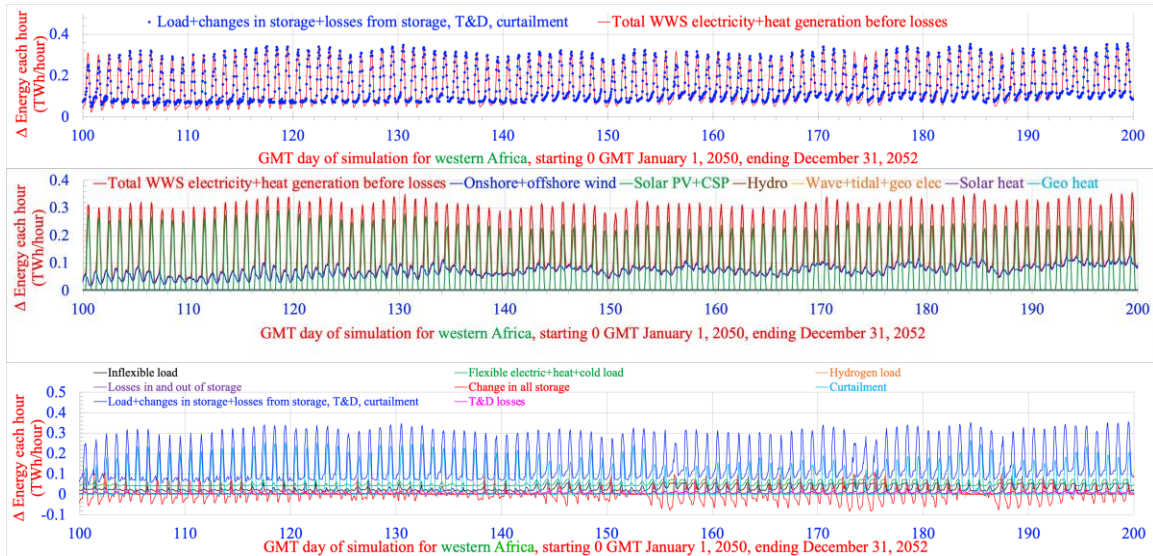 Load+changes in storage+losses from storage, T&D, curtailment Total WWS electricity+heat generation before losses
Δ Energy each hour
(TWh/hour)
0.4
0.2
0
100 110 120 130 140 150 160 170 180 190 200
GMT day of simulation for western Africa, starting 0 GMT January 1, 2050, ending December 31, 2052
Total WWS electricity+heat generation before losses Onshore+offshore wind Solar PV+CSP Hydro Wave+tidal+geo elec Solar heat Geo heat
Δ Energy each hour
(TWh/hour)
0.4
0.3
0.2
0.1
0
100 110 120 130 140 150 160 170 180 190 200
GMT day of simulation for western Africa, starting 0 GMT January 1, 2050, ending December 31, 2052
Inflexible load Flexible electric+heat+cold load Hydrogen load
Losses in and out of storage Change in all storage Curtailment
Load+changes in storage+losses from storage, T&D, curtailment T&D losses
Δ Energy each hour
(TWh/hour)
0.5
0.4
0.3
0.2
0.1
0
-0.1
100 110 120 130 140 150 160 170 180 190 200
GMT day of simulation for western Africa, starting 0 GMT January 1, 2050, ending December 31, 2052